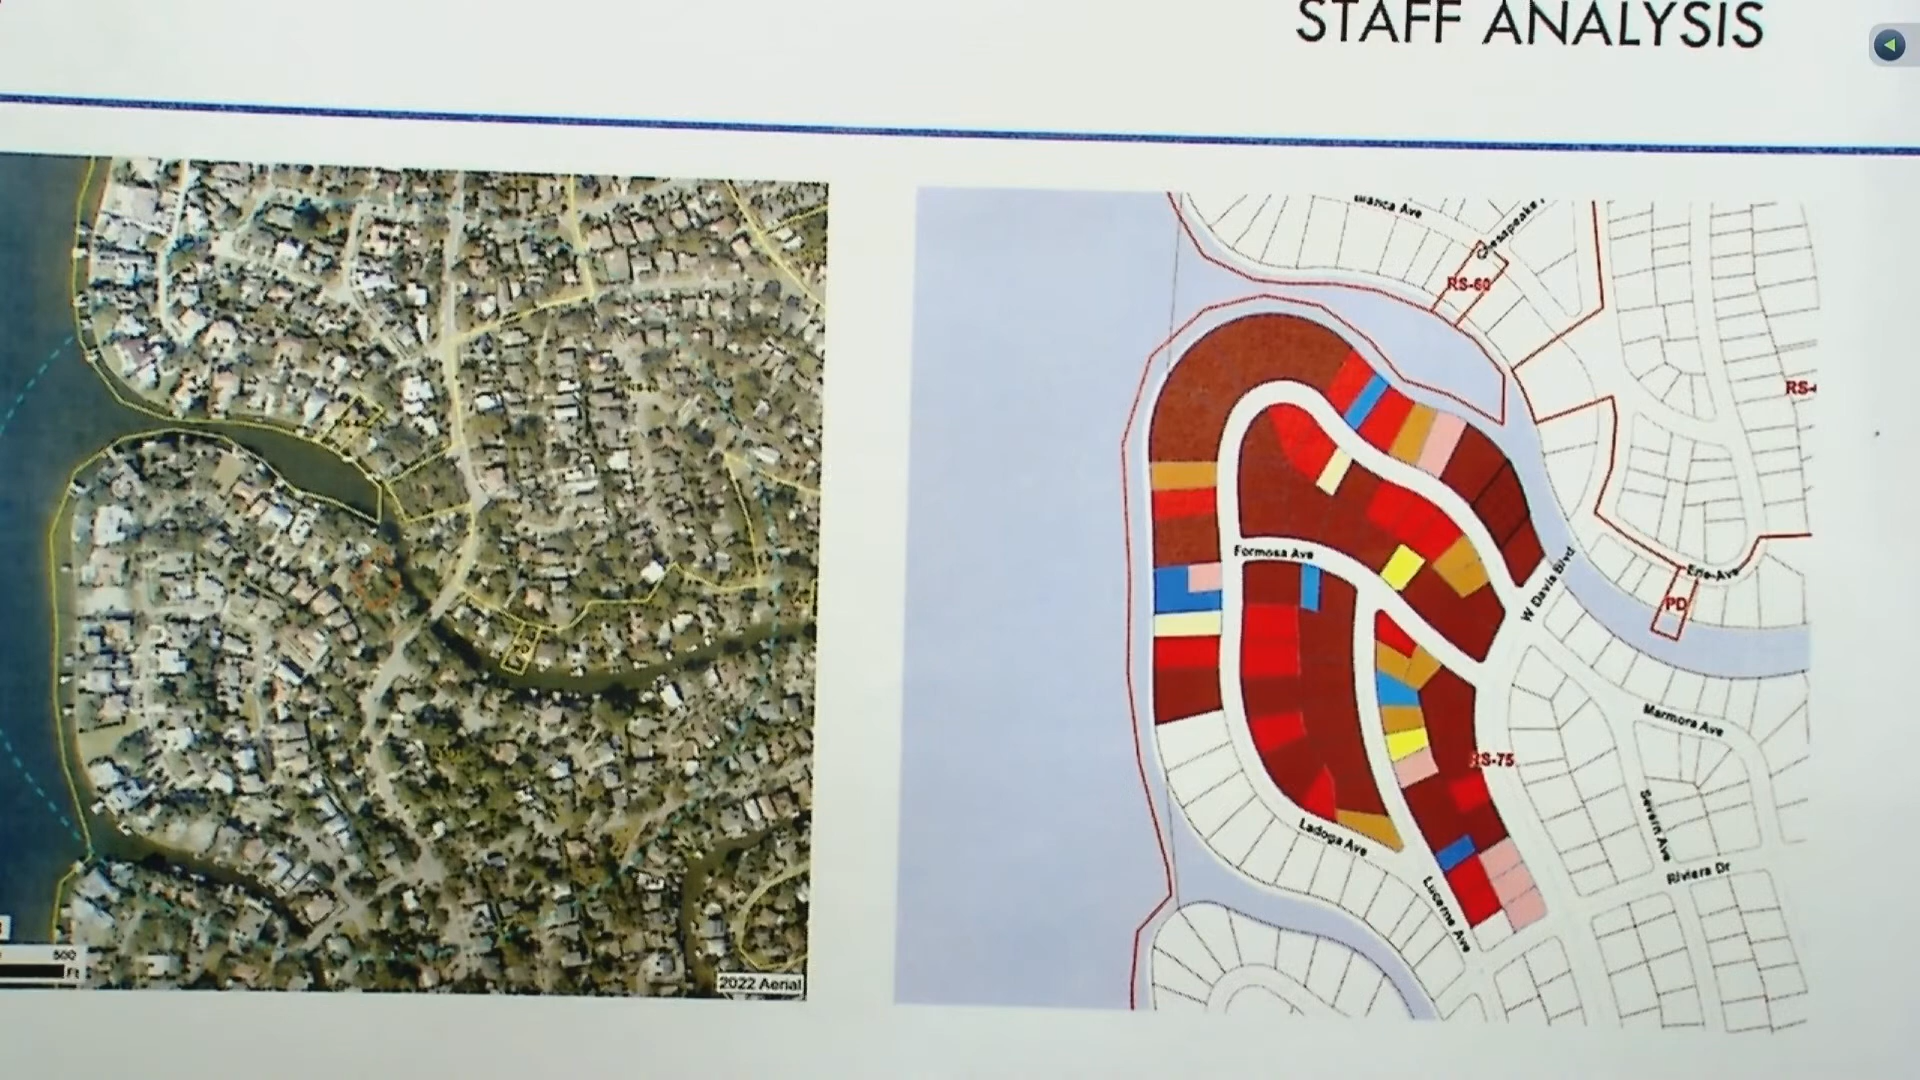 STAFF ANALYSIS
RS-60
RS-
Formosa Ave
W Davis Blvd
Erie Ave
PD
Marmora Ave
RS-75
Severn Ave
Ladoga Ave
Riviera Dr
Lucerne Ave
500
Ft
2022 Aerial